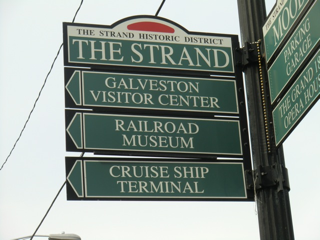 THE STRAND HISTORIC DISTRICT
THE STRAND
GALVESTON
VISITOR CENTER
RAILROAD
MUSEUM
CRUISE SHIP
TERMINAL
PARKING
GARAGE
THE GRAND
OPERA HOUSE